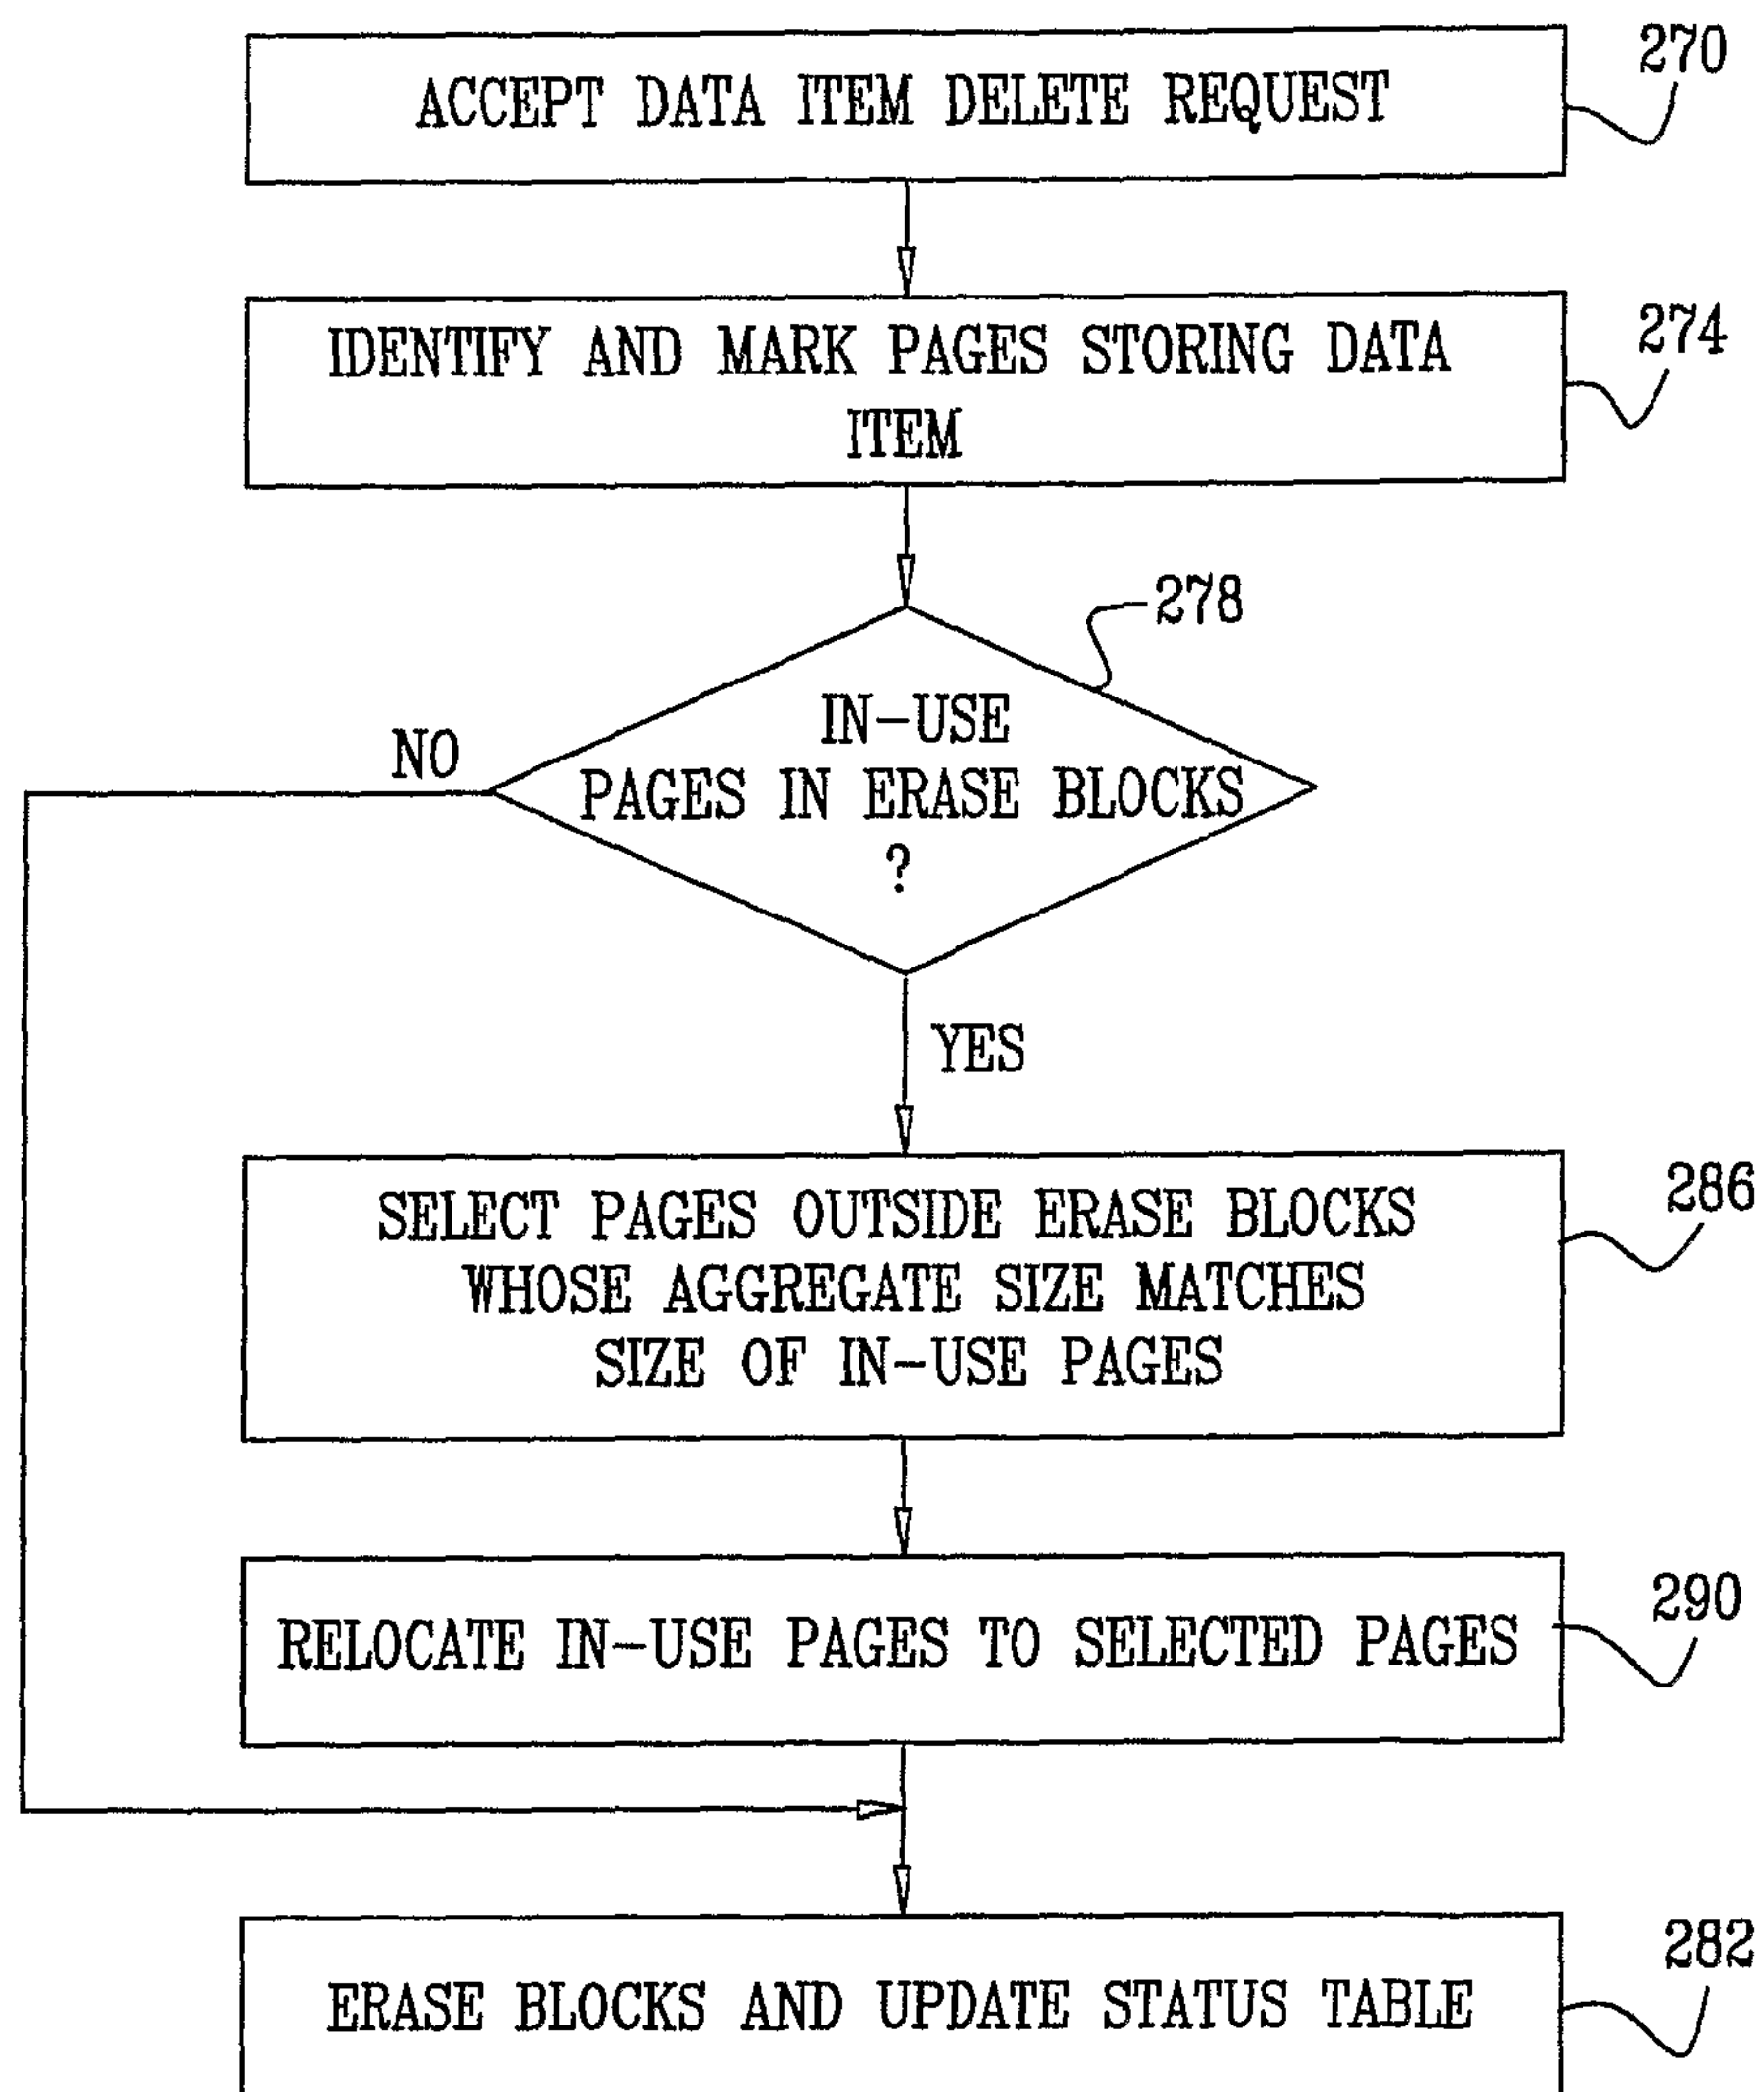 ACCEPT DATA ITEM DELETE REQUEST
270
IDENTIFY AND MARK PAGES STORING DATA
ITEM
274
278
IN-USE
PAGES IN ERASE BLOCKS
?
NO
YES
SELECT PAGES OUTSIDE ERASE BLOCKS
WHOSE AGGREGATE SIZE MATCHES
SIZE OF IN-USE PAGES
286
RELOCATE IN-USE PAGES TO SELECTED PAGES
290
ERASE BLOCKS AND UPDATE STATUS TABLE
282